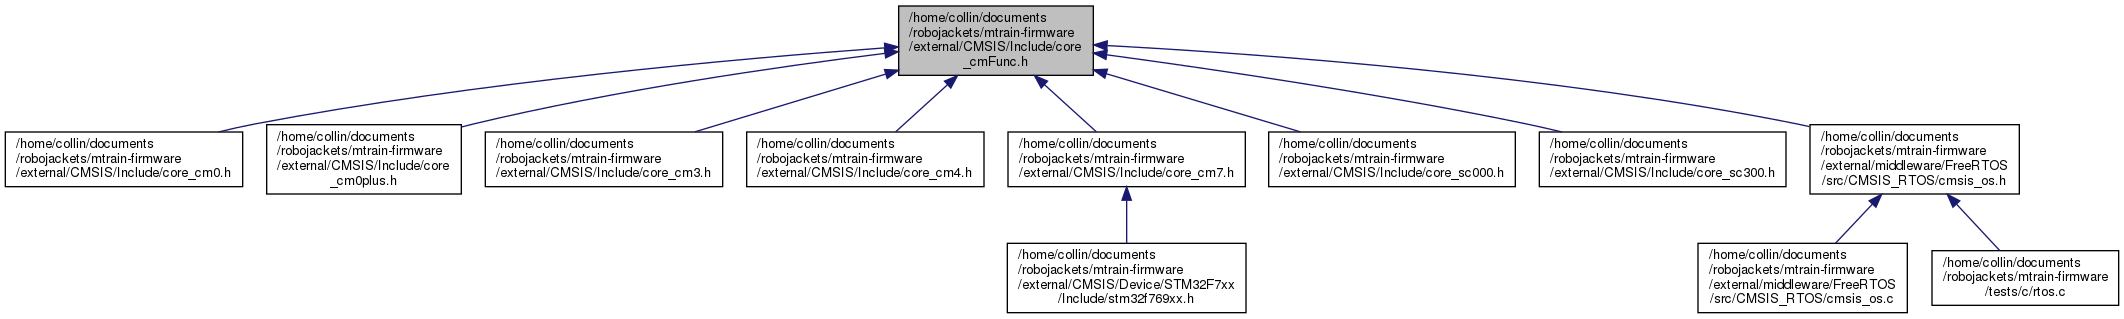 /home/collin/documents
/robojackets/mtrain-firmware
/external/CMSIS/Include/core
_cmFunc.h
/home/collin/documents
/robojackets/mtrain-firmware
/external/CMSIS/Include/core_cm0.h
/home/collin/documents
/robojackets/mtrain-firmware
/external/CMSIS/Include/core
_cm0plus.h
/home/collin/documents
/robojackets/mtrain-firmware
/external/CMSIS/Include/core_cm3.h
/home/collin/documents
/robojackets/mtrain-firmware
/external/CMSIS/Include/core_cm4.h
/home/collin/documents
/robojackets/mtrain-firmware
/external/CMSIS/Include/core_cm7.h
/home/collin/documents
/robojackets/mtrain-firmware
/external/CMSIS/Include/core_sc000.h
/home/collin/documents
/robojackets/mtrain-firmware
/external/CMSIS/Include/core_sc300.h
/home/collin/documents
/robojackets/mtrain-firmware
/external/middleware/FreeRTOS
/src/CMSIS_RTOS/cmsis_os.h
/home/collin/documents
/robojackets/mtrain-firmware
/external/CMSIS/Device/STM32F7xx
/Include/stm32f769xx.h
/home/collin/documents
/robojackets/mtrain-firmware
/external/middleware/FreeRTOS
/src/CMSIS_RTOS/cmsis_os.c
/home/collin/documents
/robojackets/mtrain-firmware
/tests/c/rtos.c